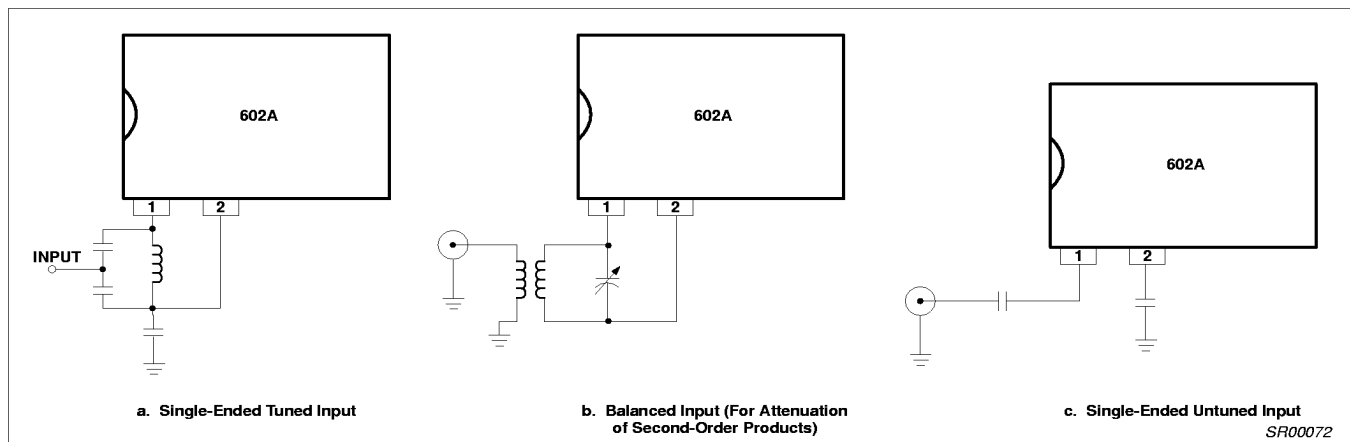 602A
1
2
INPUT
a. Single-Ended Tuned Input
602A
1
2
b. Balanced Input (For Attenuation
of Second-Order Products)
602A
1
2
c. Single-Ended Untuned Input
SR00072